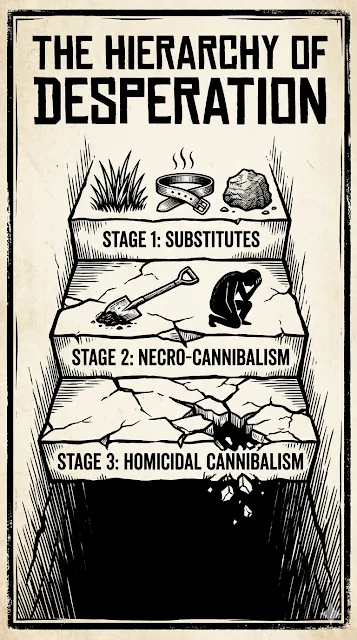 THE HIERARCHY OF
DESPERATION
STAGE 1: SUBSTITUTES
STAGE 2: NECRO-CANNIBALISM
STAGE 3: HOMICIDAL CANNIBALISM